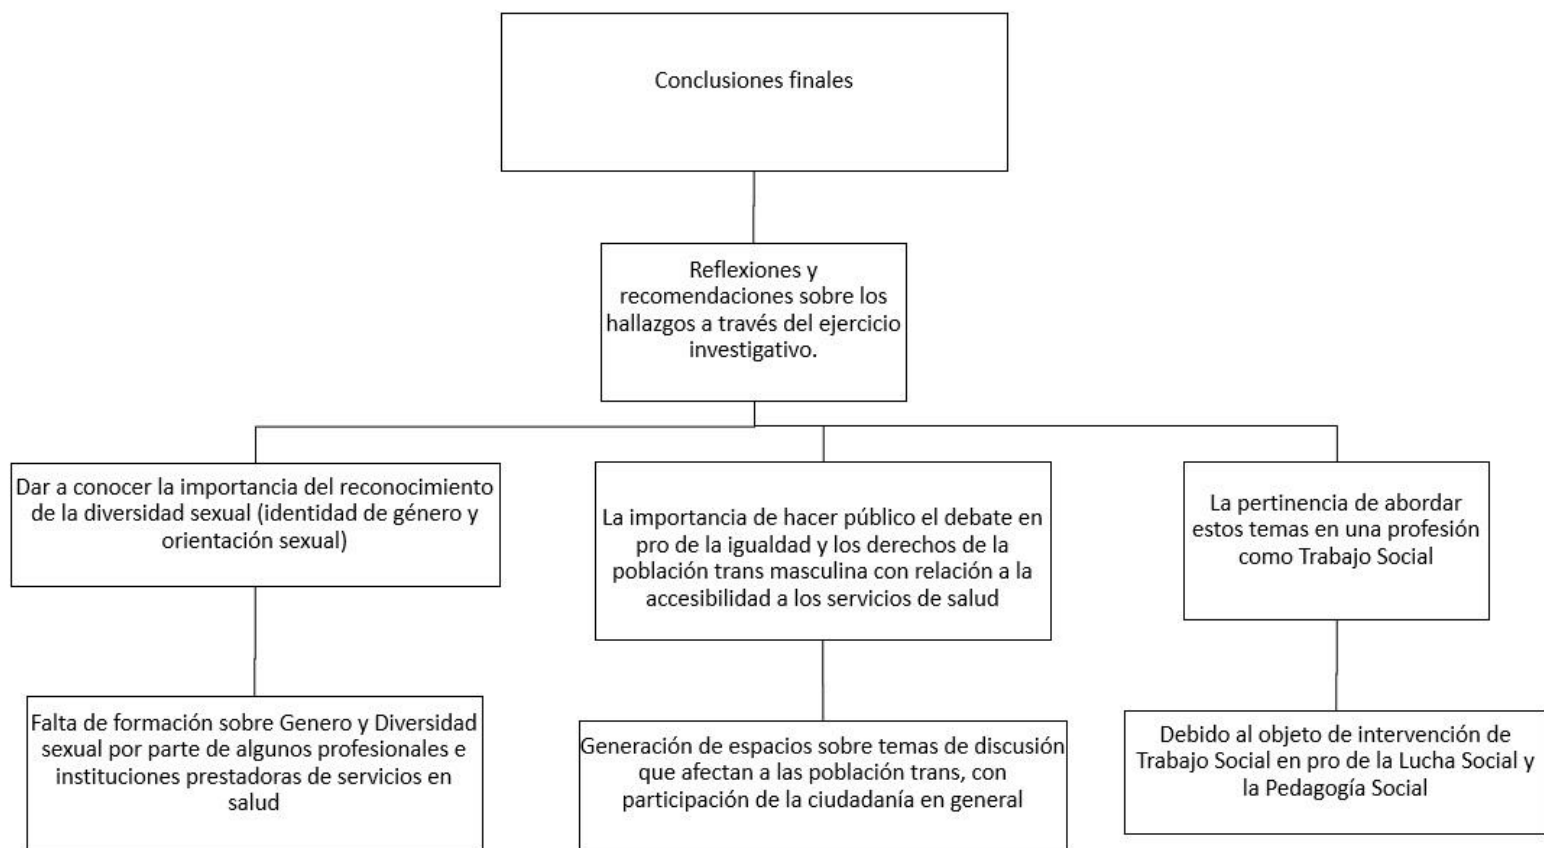 Conclusiones finales
Reflexiones y
recomendaciones sobre los
hallazgos a través del ejercicio
investigativo.
Dar a conocer la importancia del reconocimiento
de la diversidad sexual (identidad de género y
orientación sexual)
La importancia de hacer público el debate en
pro de la igualdad y los derechos de la
población trans masculina con relación a la
accesibilidad a los servicios de salud
La pertinencia de abordar
estos temas en una profesión
como Trabajo Social
Falta de formación sobre Genero y Diversidad
sexual por parte de algunos profesionales e
instituciones prestadoras de servicios en
salud
Generación de espacios sobre temas de discusión
que afectan a las población trans, con
participación de la ciudadanía en general
Debido al objeto de intervención de
Trabajo Social en pro de la Lucha Social y
la Pedagogía Social